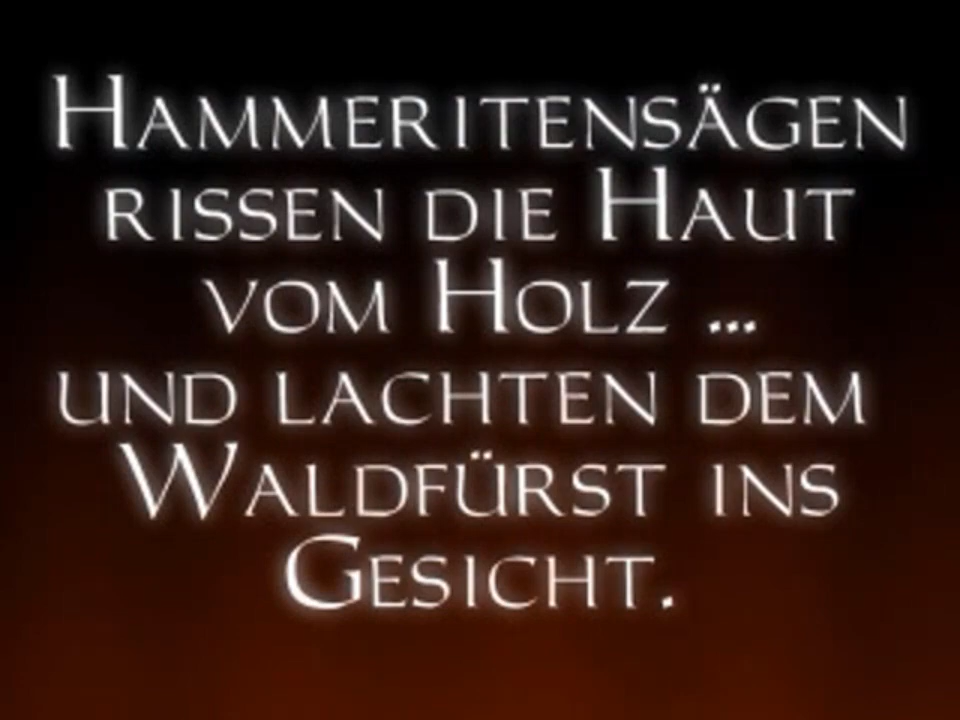 Hammeritensägen
rissen die Haut
vom Holz ...
und lachten dem
Waldfürst ins
Gesicht.